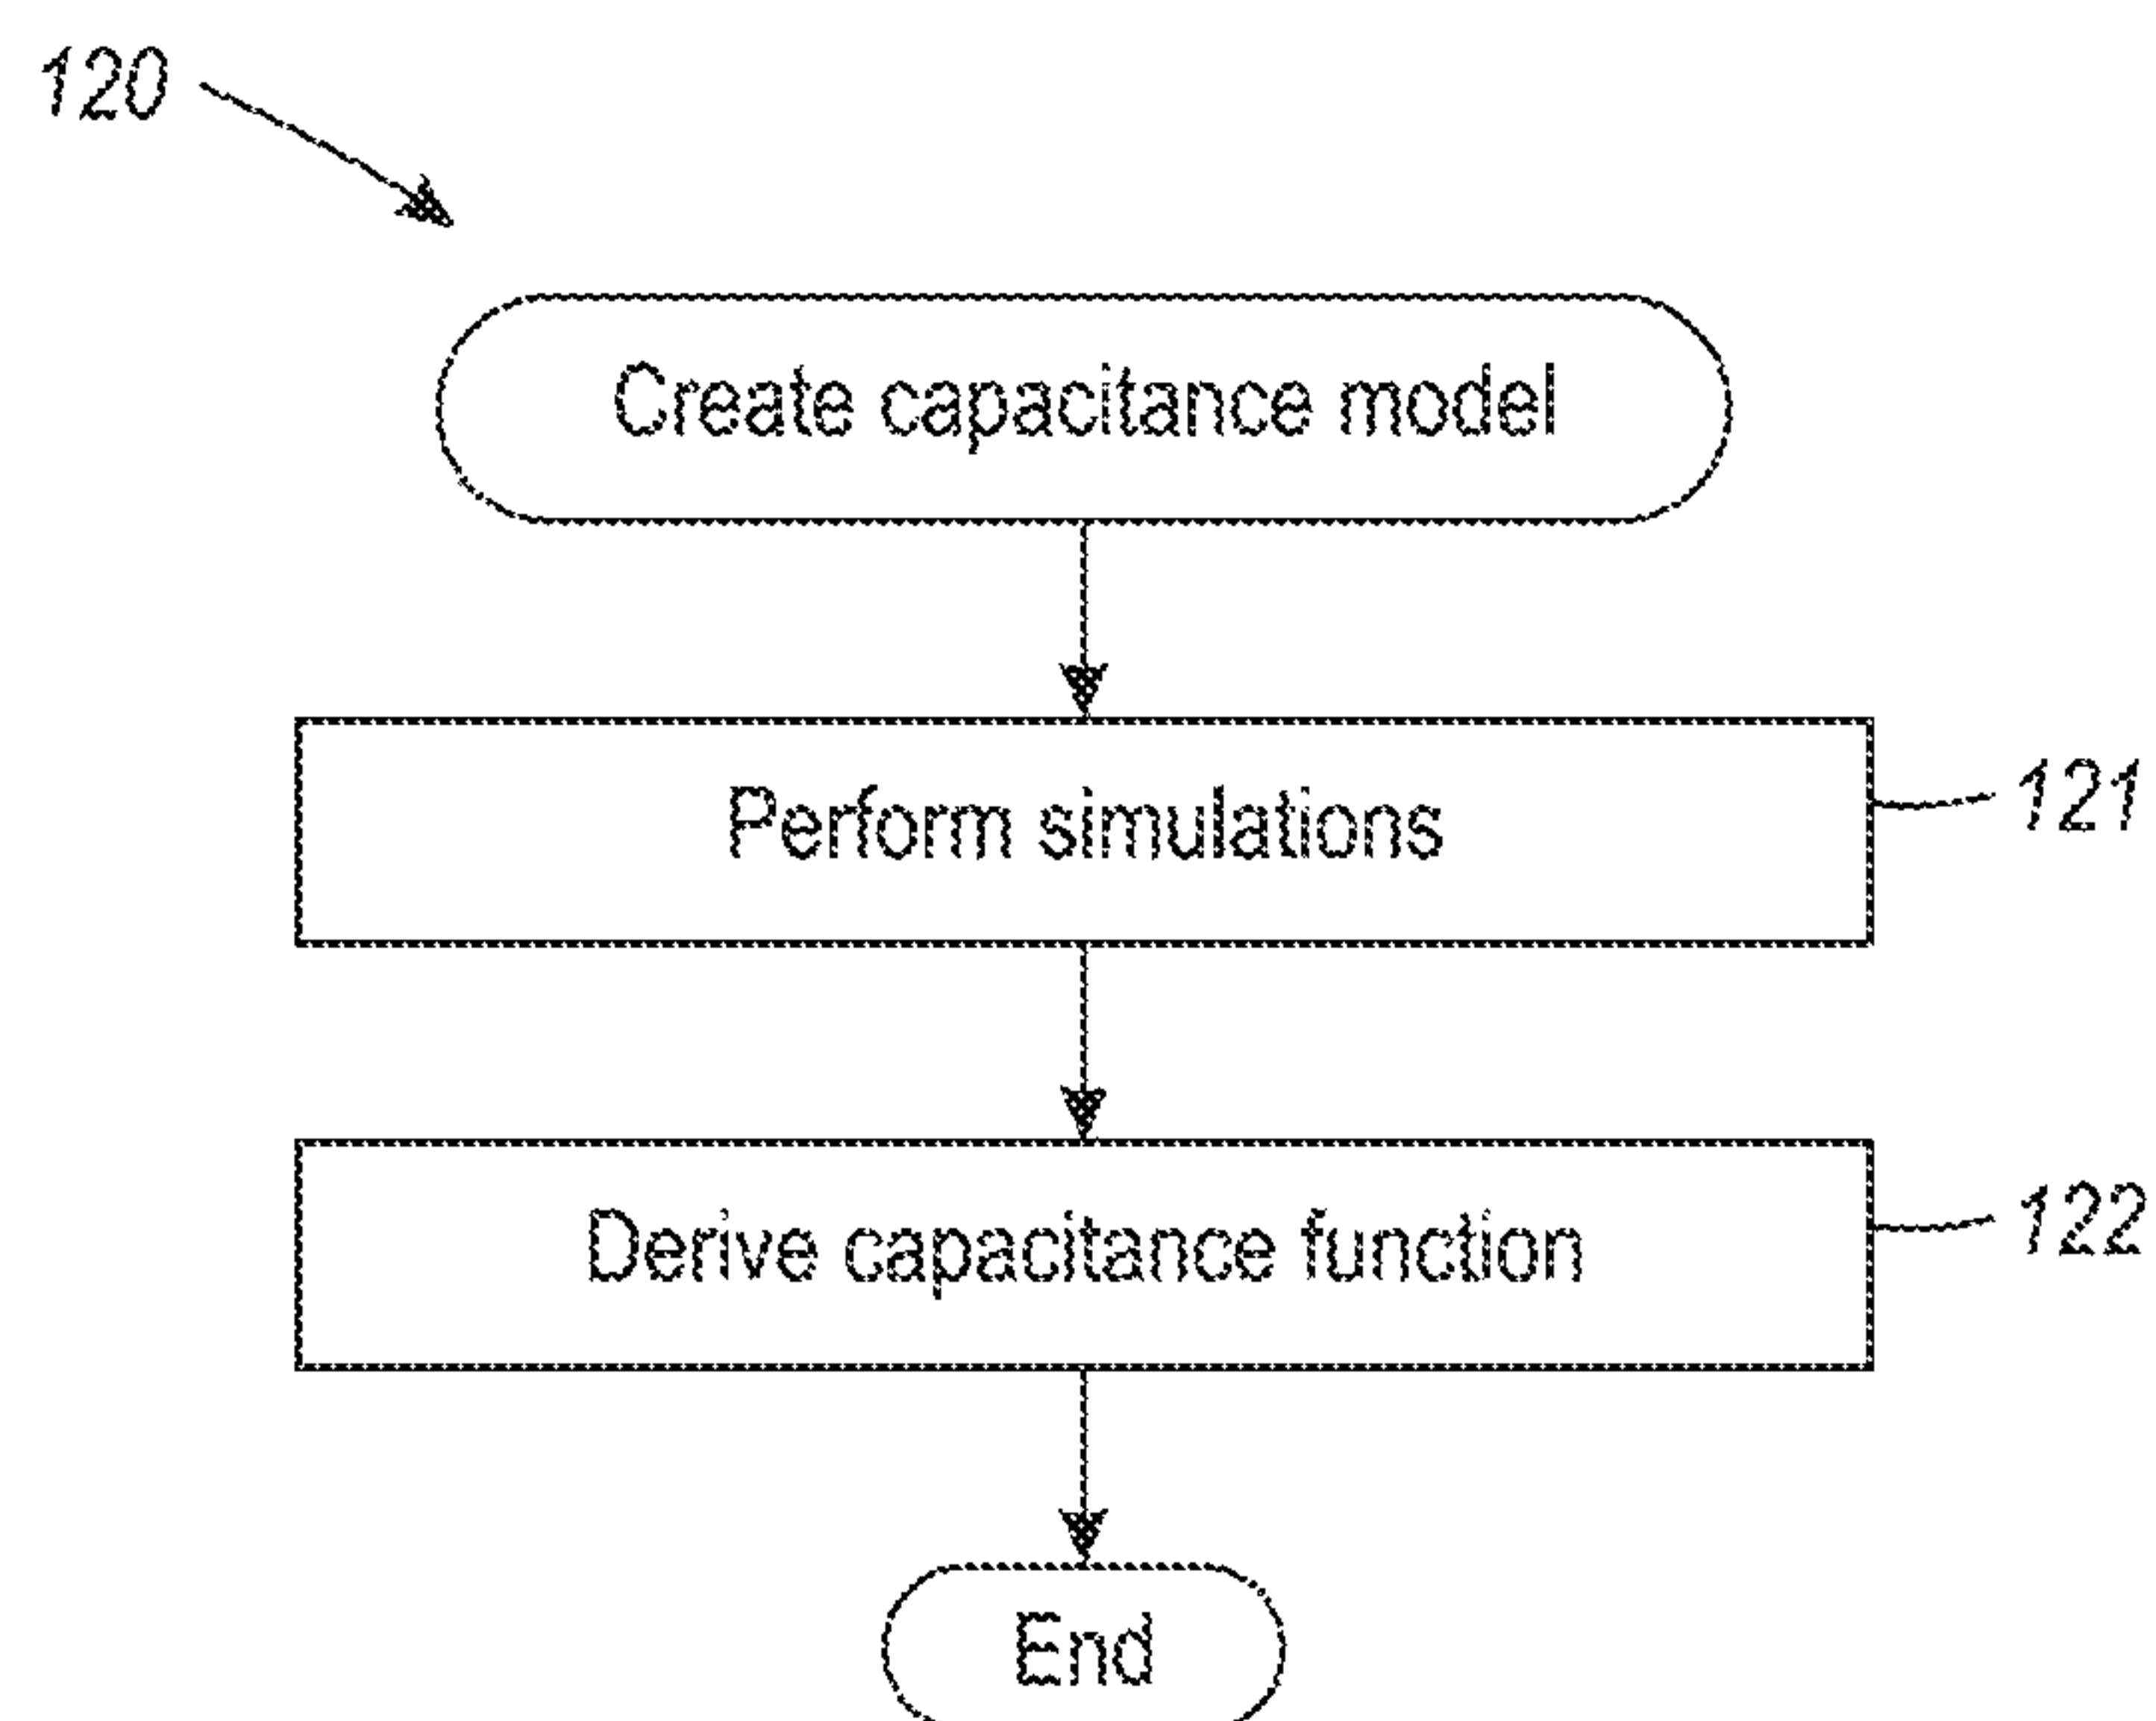 120
Create capacitance model
Perform simulations
121
Derive capacitance function
122
End